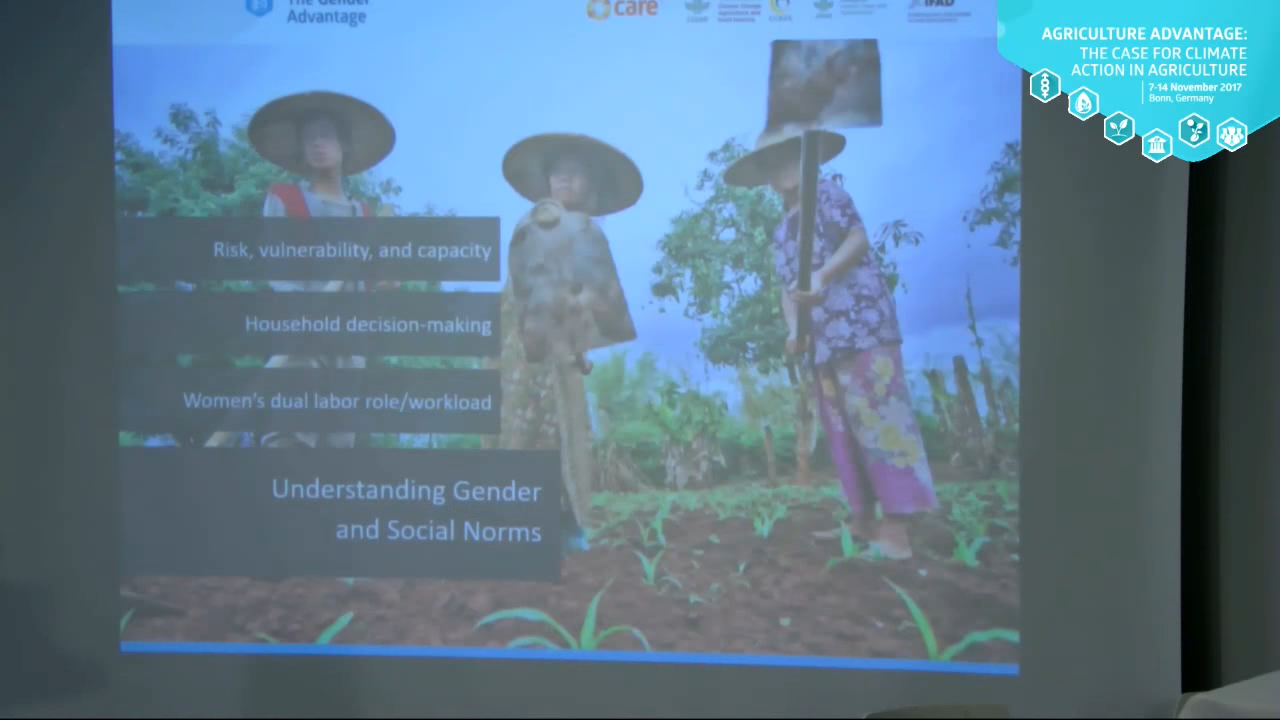 The Gender
Advantage
care
IFAD
AGRICULTURE ADVANTAGE:
THE CASE FOR CLIMATE
ACTION IN AGRICULTURE
7-14 November 2017
Bonn, Germany
Risk, vulnerability, and capacity
Household decision-making
Women's dual labor role/workload
Understanding Gender
and Social Norms